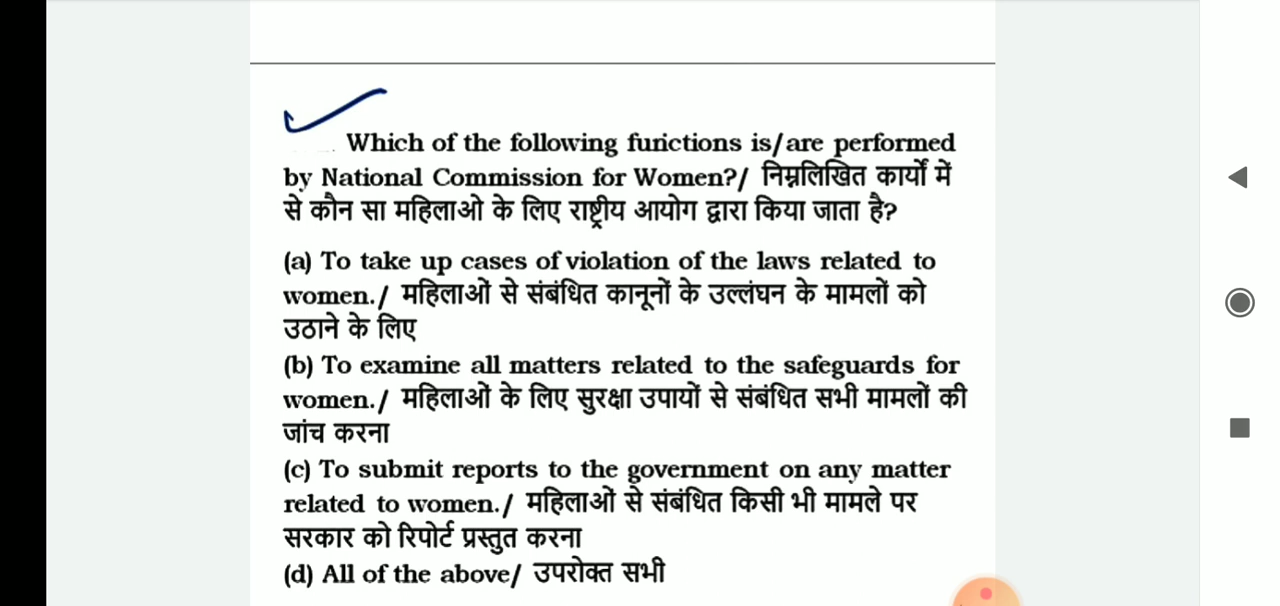 Which of the following functions is/are performed
by National Commission for Women?/ निम्नलिखित कार्यों में
से कौन सा महिलाओ के लिए राष्ट्रीय आयोग द्वारा किया जाता है?
(a) To take up cases of violation of the laws related to
women./ महिलाओं से संबंधित कानूनों के उल्लंघन के मामलों को
उठाने के लिए
(b) To examine all matters related to the safeguards for
women./ महिलाओं के लिए सुरक्षा उपायों से संबंधित सभी मामलों की
जांच करना
(c) To submit reports to the government on any matter
related to women./ महिलाओं से संबंधित किसी भी मामले पर
सरकार को रिपोर्ट प्रस्तुत करना
(d) All of the above/ उपरोक्त सभी